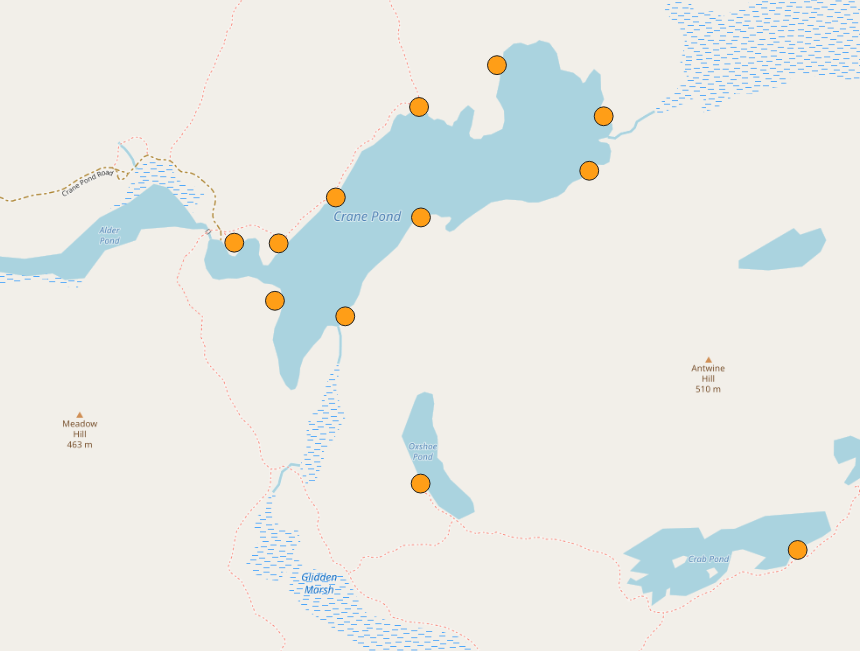 Crane Pond Road
Crane Pond
Alder
Pond
Antwine
Hill
510 m
Meadow
Hill
463 m
Oxshoe
Pond
Crab Pond
Glidden
Marsh